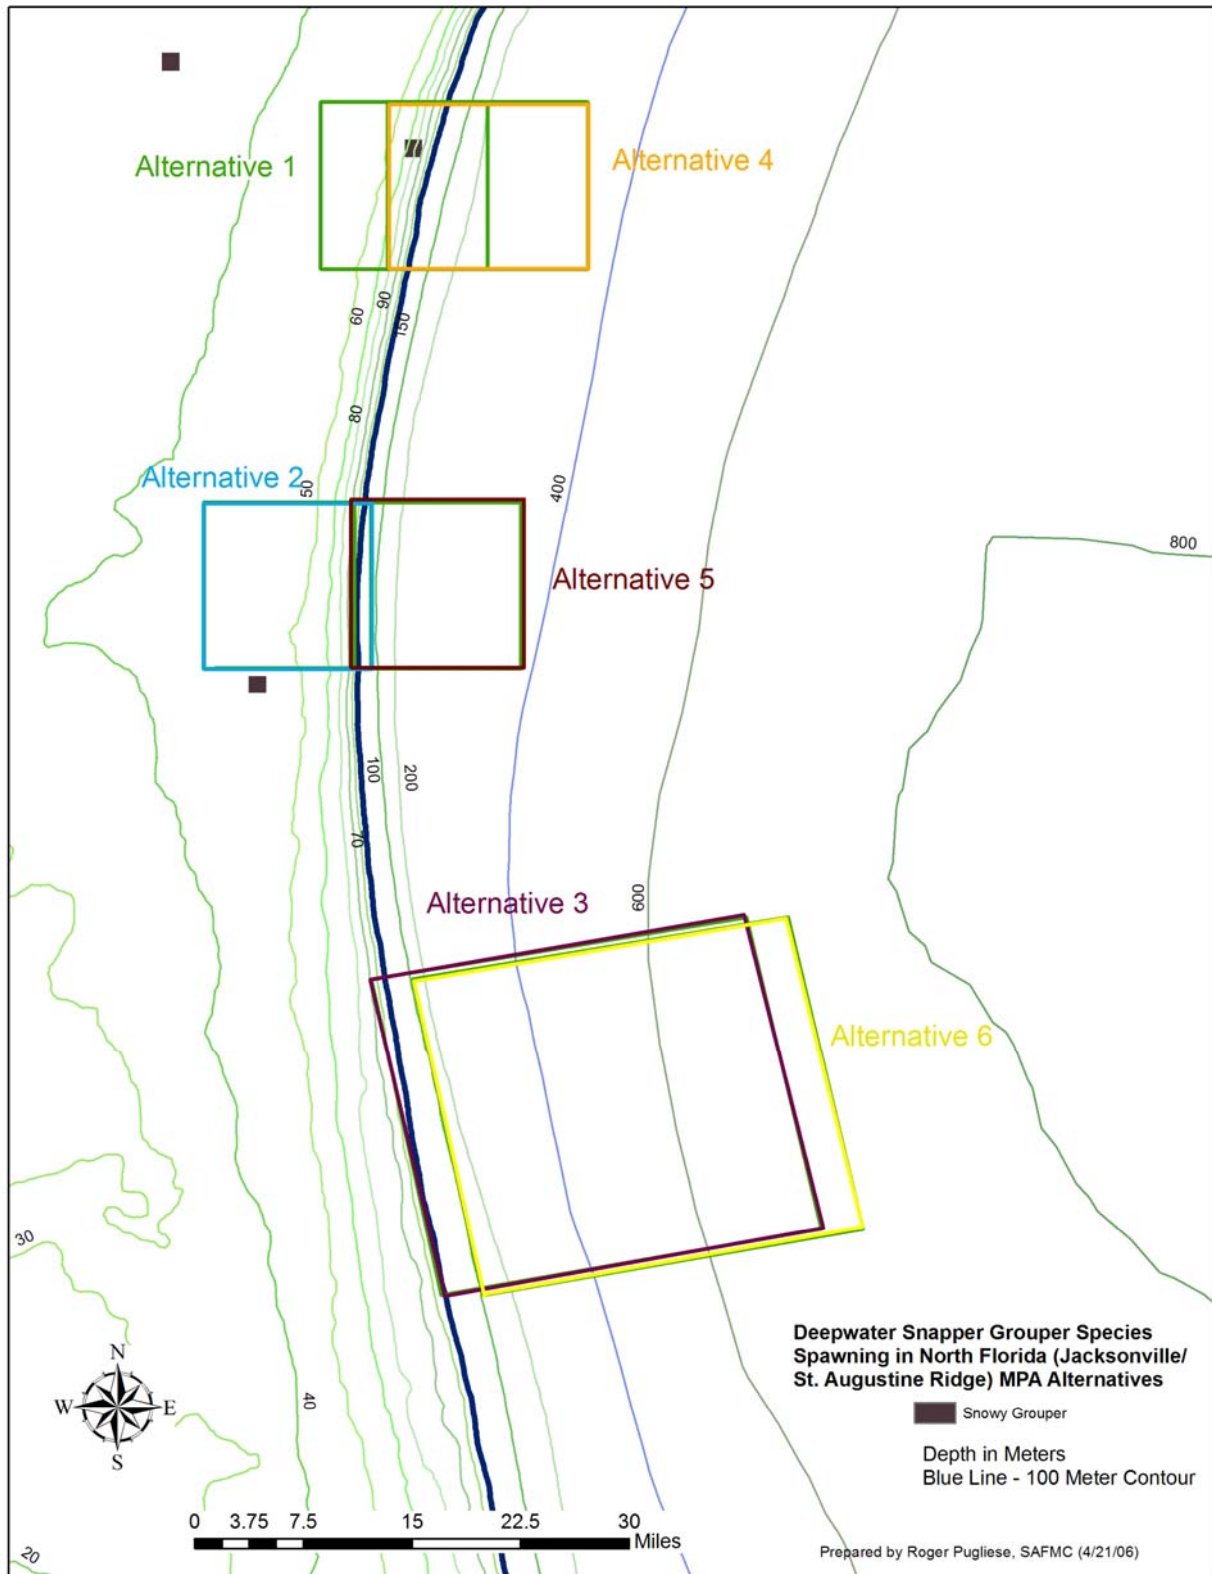 Alternative 1
Alternative 4
60
90
150
80
Alternative 2
50
400
800
Alternative 5
100
200
70
Alternative 3
600
Alternative 6
30
40
20
N
W
E
S
Deepwater Snapper Grouper Species
Spawning in North Florida (Jacksonville/
St. Augustine Ridge) MPA Alternatives
Snowy Grouper
Depth in Meters
Blue Line - 100 Meter Contour
0 3.75 7.5 15 22.5 30
Miles
Prepared by Roger Pugliese, SAFMC (4/21/06)